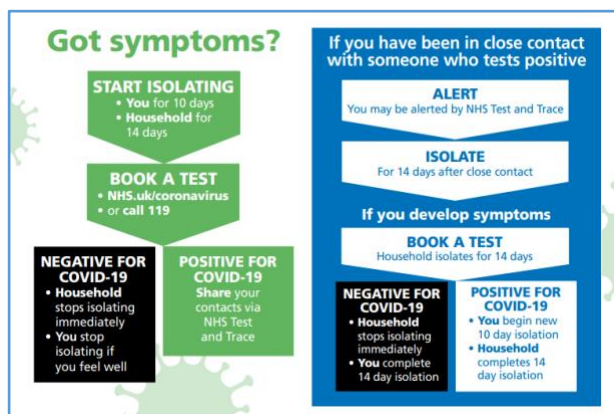 Got symptoms?
START ISOLATING
• You for 10 days
• Household for
14 days
BOOK A TEST
• NHS.uk/coronavirus
• or call 119
NEGATIVE FOR
COVID-19
• Household
stops isolating
immediately
• You stop
isolating if
you feel well
POSITIVE FOR
COVID-19
Share your
contacts via
NHS Test
and Trace
If you have been in close contact
with someone who tests positive
ALERT
You may be alerted by NHS Test and Trace
ISOLATE
For 14 days after close contact
If you develop symptoms
BOOK A TEST
Household isolates for 14 days
NEGATIVE FOR
COVID-19
• Household
stops isolating
immediately
• You complete
14 day isolation
POSITIVE FOR
COVID-19
• You begin new
10 day isolation
• Household
completes 14
day isolation